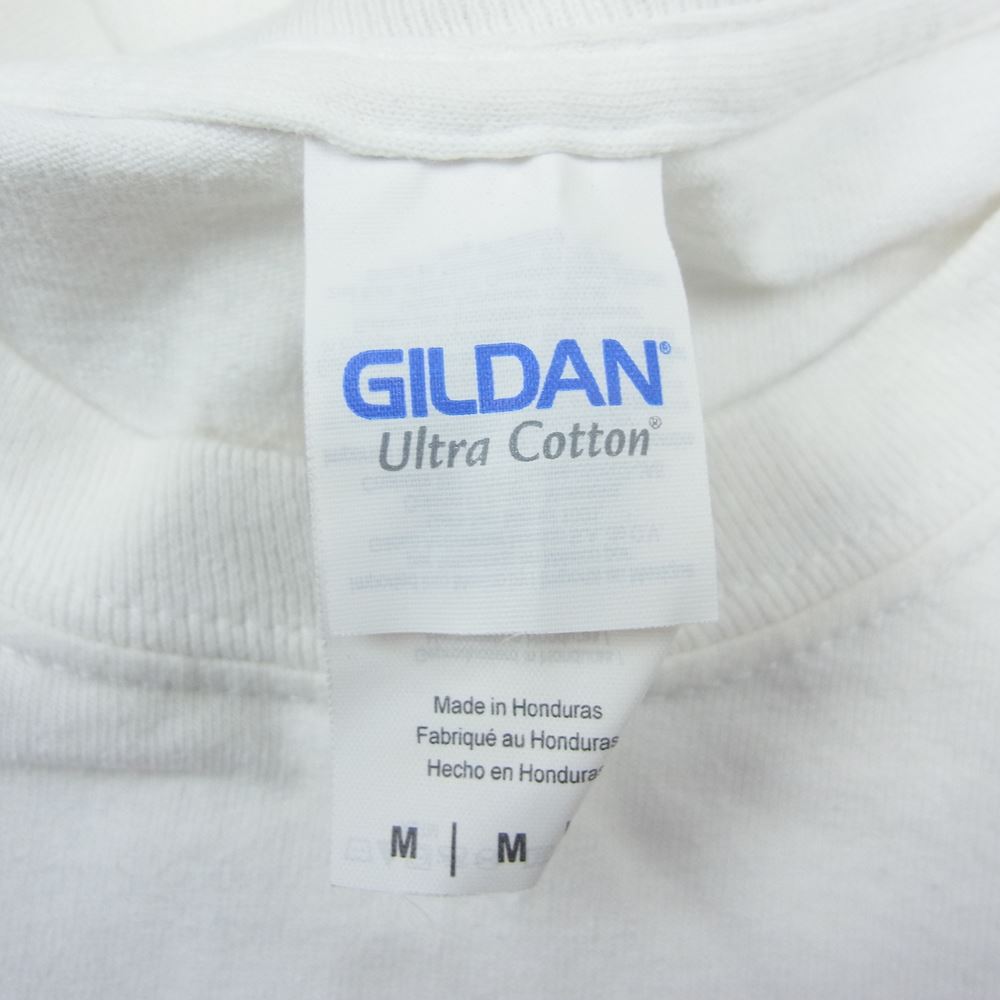 GILDAN®
Ultra Cotton®
Made in Honduras
Fabriqué au Honduras
Hecho en Honduras
M | M